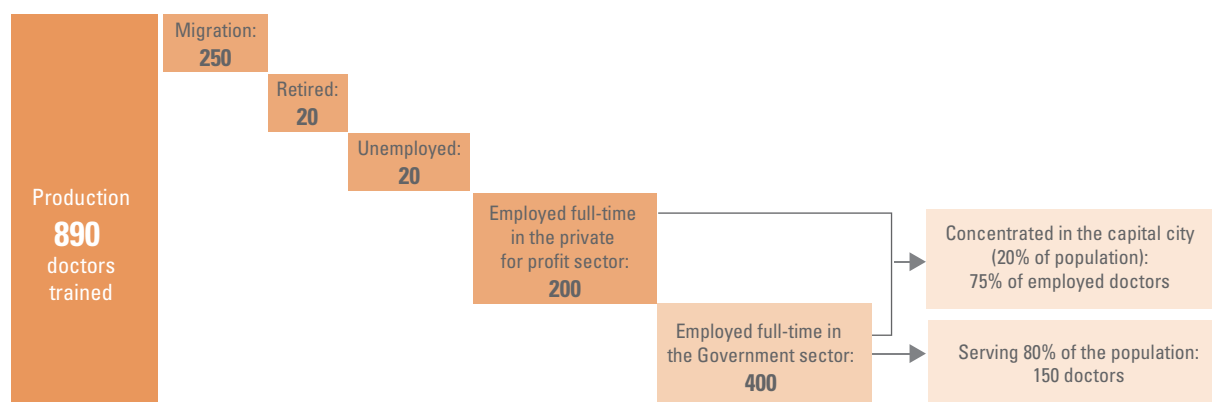 Production
890
doctors
trained
Migration:
250
Retired:
20
Unemployed:
20
Employed full-time
in the private
for profit sector:
200
Employed full-time in
the Government sector:
400
Concentrated in the capital city
(20% of population):
75% of employed doctors
Serving 80% of the population:
150 doctors